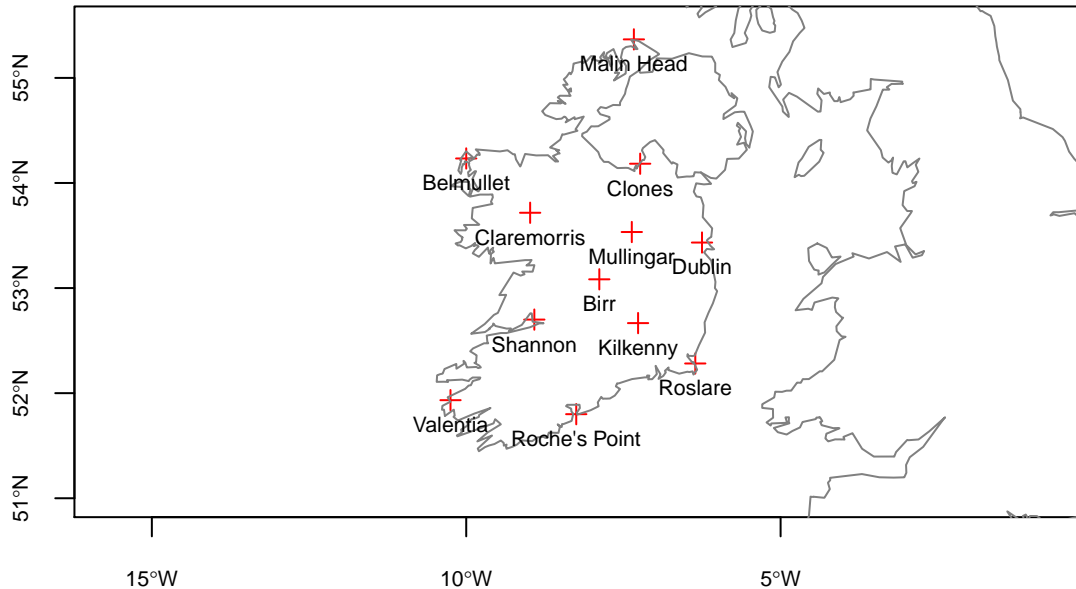 55°N
54°N
53°N
52°N
51°N
Malin Head
Belmullet
Clones
Claremorris
Mullingar
Dublin
Birr
Shannon
Kilkenny
Roslare
Valentia
Roche's Point
15°W
10°W
5°W